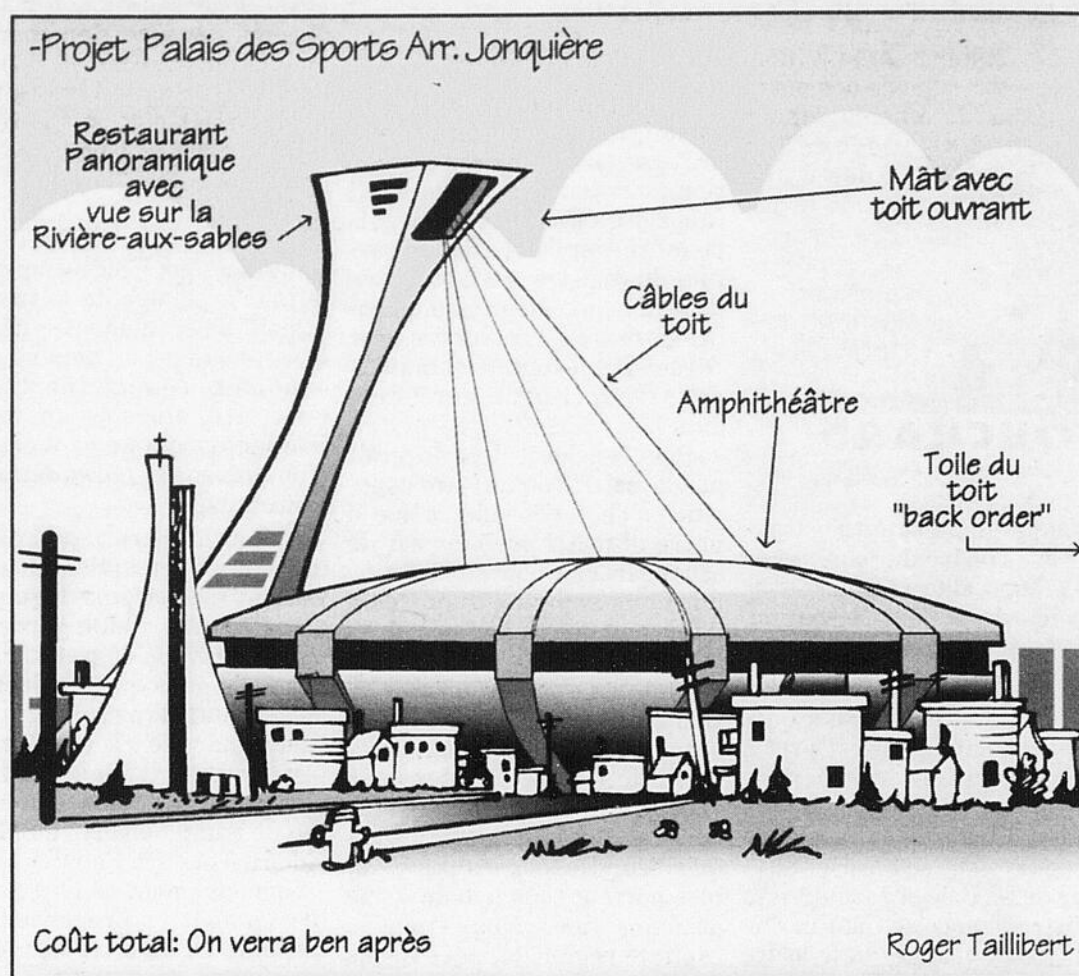 -Projet Palais des Sports Arr. Jonquière
Restaurant
Panoramique
avec
vue sur la
Rivière-aux-sables
Mât avec
toit ouvrant
Câbles du
toit
Amphithéâtre
Toile du
toit
"back order"
Coût total: On verra ben après
Roger Taillibert